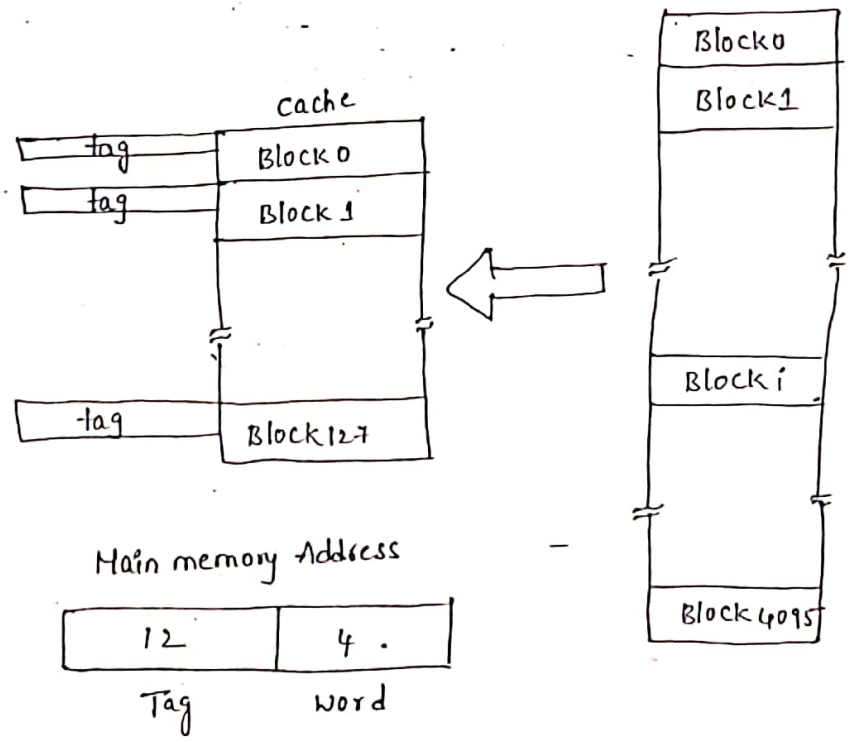 Cache
tag
Block 0
tag
Block 1
tag
Block 127
Block 0
Block 1
Block i
Block 4095
Main memory Address
12
4 .
Tag
Word